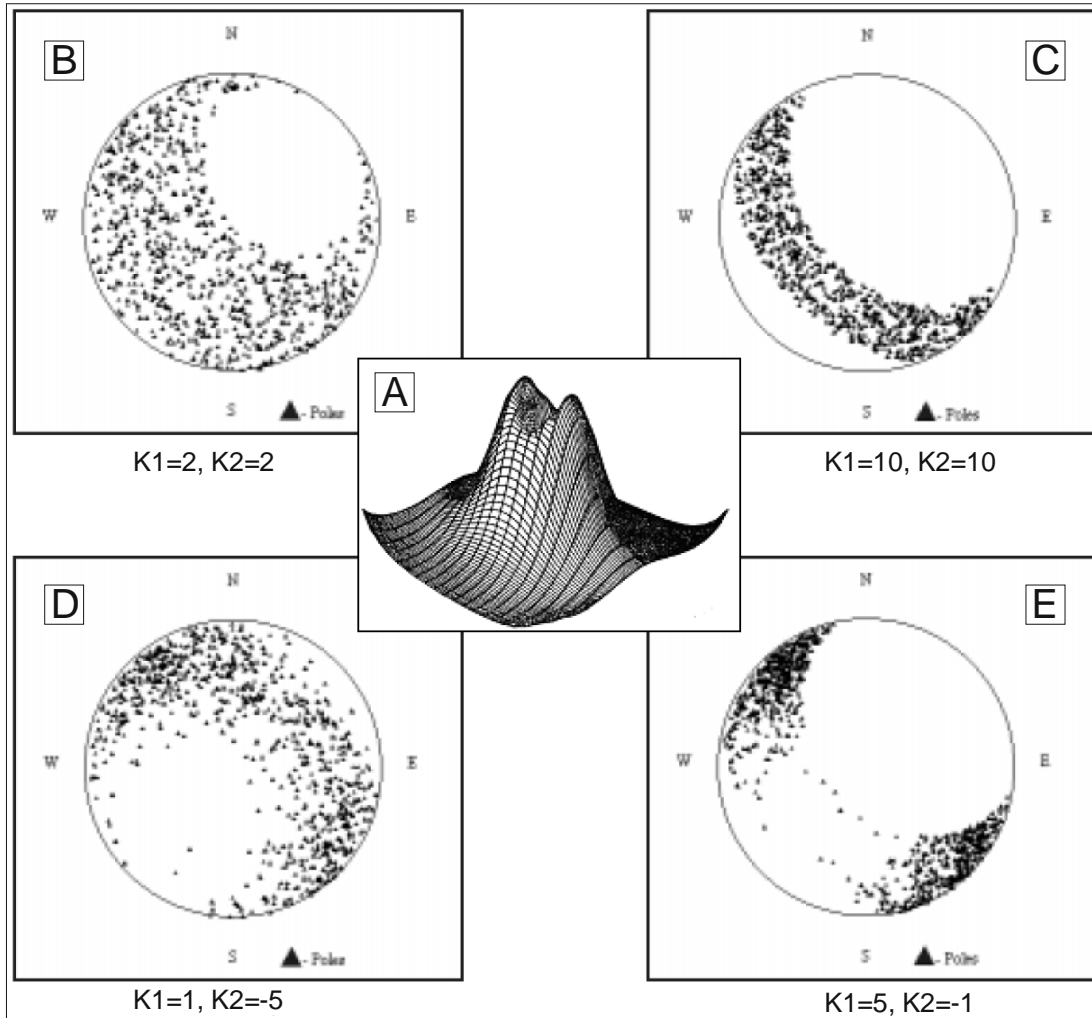 B
N
W
E
S
- Poles
K1=2, K2=2
C
N
W
E
S
- Poles
K1=10, K2=10
A
D
N
W
E
S
- Poles
K1=1, K2=-5
E
N
W
E
S
- Poles
K1=5, K2=-1